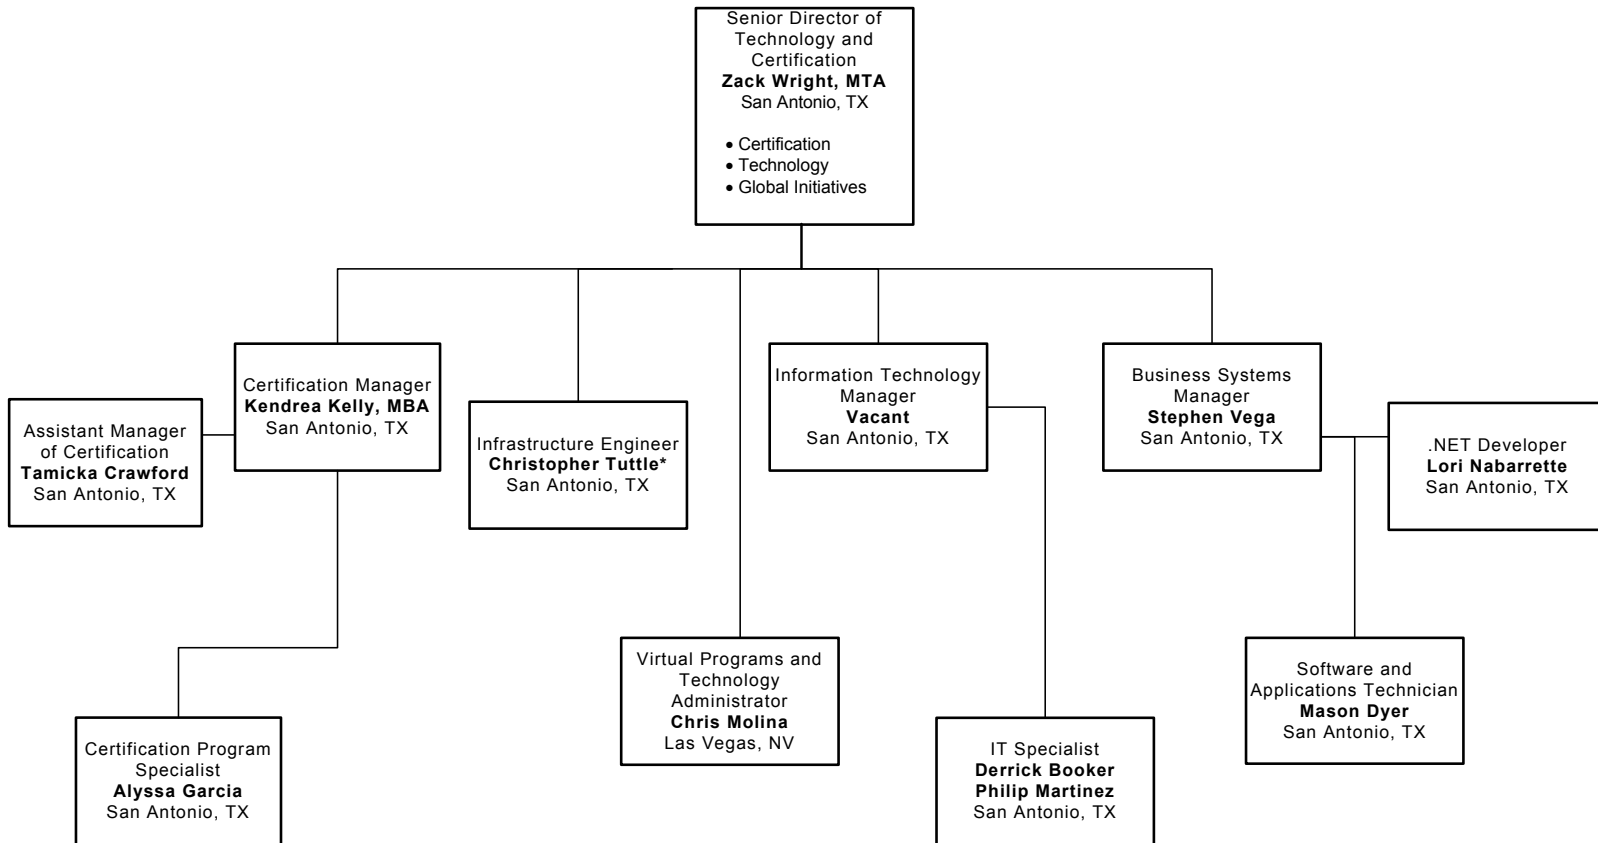 Senior Director of
Technology and
Certification
Zack Wright, MTA
San Antonio, TX
• Certification
• Technology
• Global Initiatives
Certification Manager
Kendrea Kelly, MBA
San Antonio, TX
Assistant Manager
of Certification
Tamicka Crawford
San Antonio, TX
Infrastructure Engineer
Christopher Tuttle*
San Antonio, TX
Information Technology
Manager
Vacant
San Antonio, TX
Business Systems
Manager
Stephen Vega
San Antonio, TX
.NET Developer
Lori Nabarrette
San Antonio, TX
Certification Program
Specialist
Alyssa Garcia
San Antonio, TX
Virtual Programs and
Technology
Administrator
Chris Molina
Las Vegas, NV
IT Specialist
Derrick Booker
Philip Martinez
San Antonio, TX
Software and
Applications Technician
Mason Dyer
San Antonio, TX